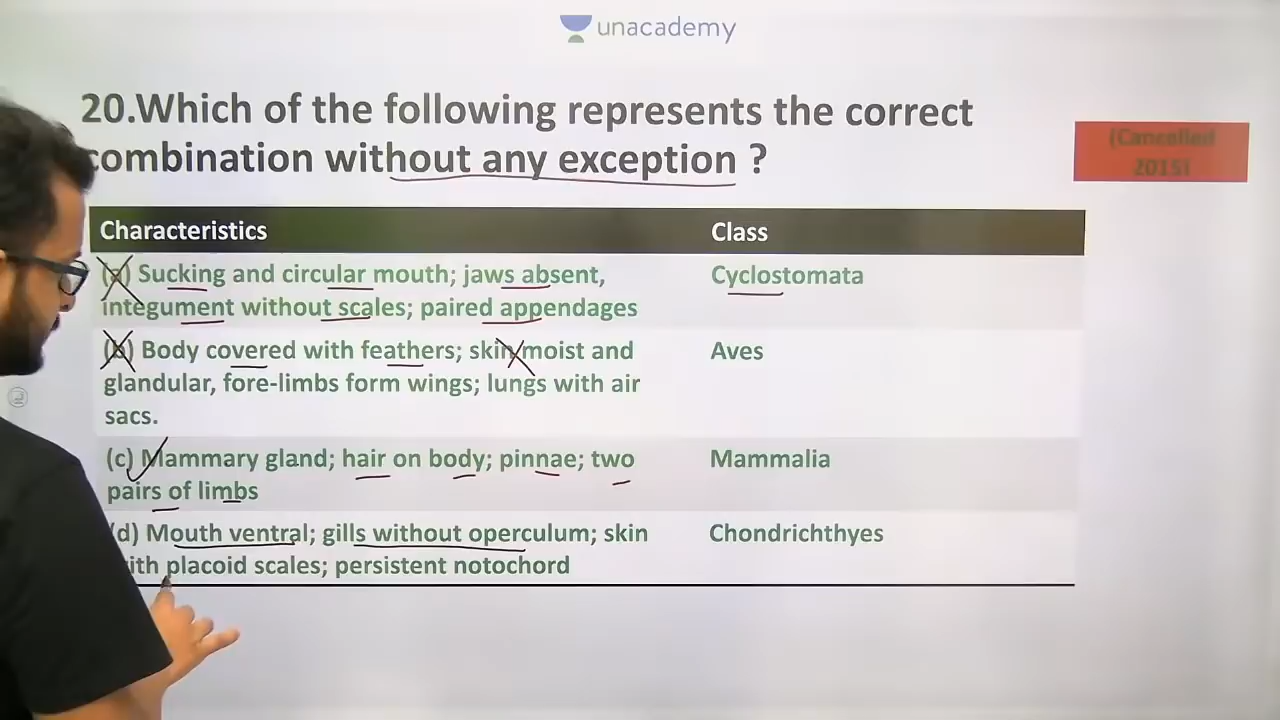 unacademy
20.Which of the following represents the correct
combination without any exception ?
(Cancelled
2015)
Characteristics Class
(a) Sucking and circular mouth; jaws absent, Cyclostomata
integument without scales; paired appendages
(b) Body covered with feathers; skin moist and Aves
glandular, fore-limbs form wings; lungs with air
sacs.
(c) Mammary gland; hair on body; pinnae; two Mammalia
pairs of limbs
(d) Mouth ventral; gills without operculum; skin Chondrichthyes
with placoid scales; persistent notochord